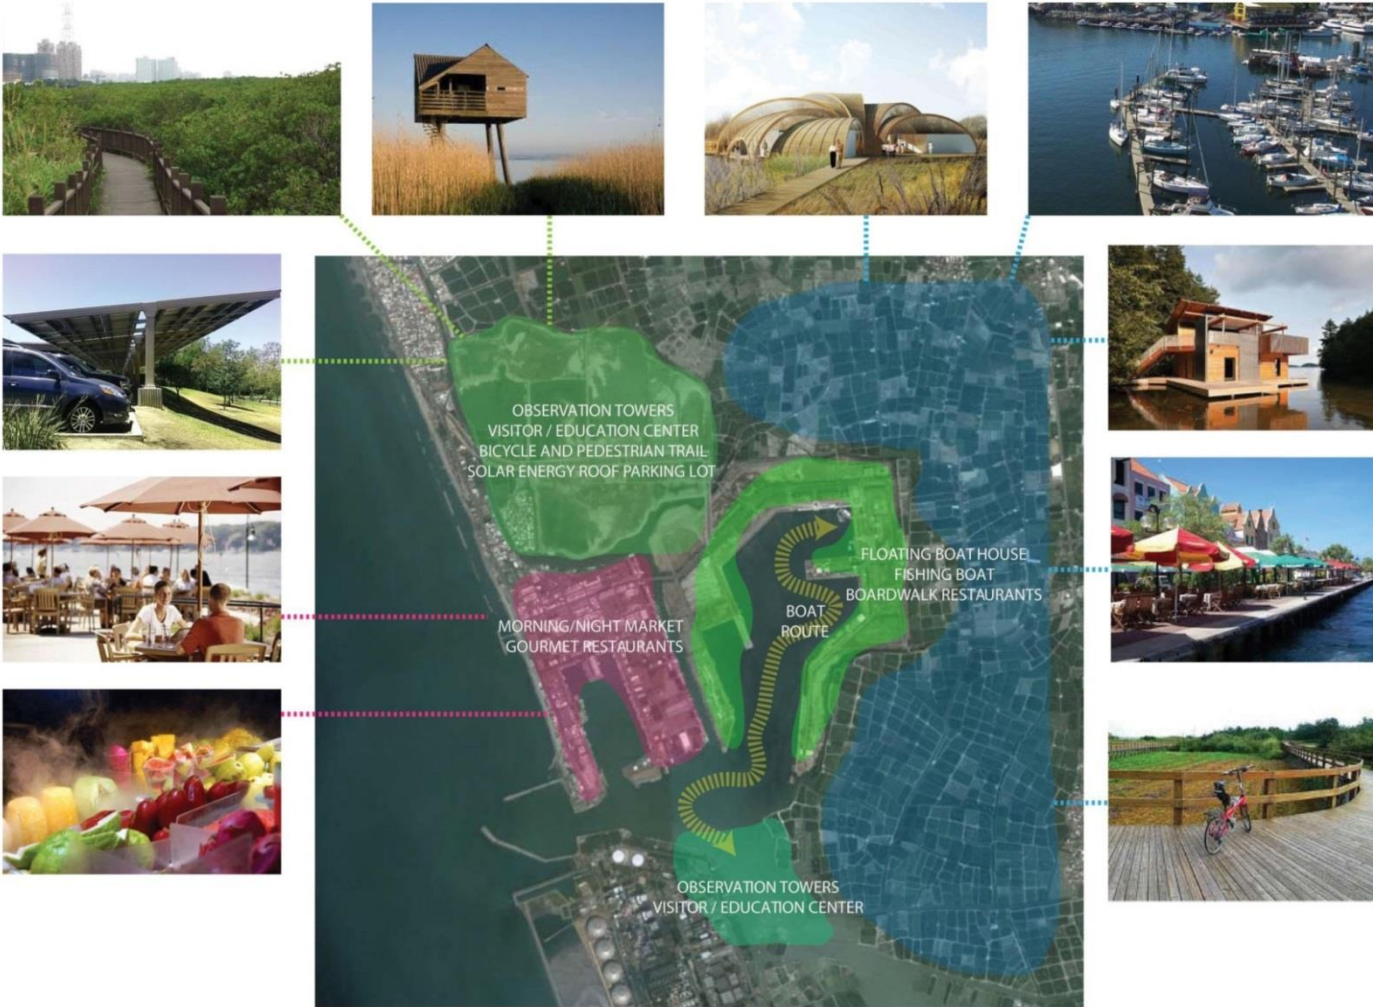 OBSERVATION TOWERS
VISITOR / EDUCATION CENTER
BICYCLE AND PEDESTRIAN TRAIL
SOLAR ENERGY ROOF PARKING LOT
MORNING/NIGHT MARKET
GOURMET RESTAURANTS
BOAT
ROUTE
FLOATING BOAT HOUSE
FISHING BOAT
BOARDWALK RESTAURANTS
OBSERVATION TOWERS
VISITOR / EDUCATION CENTER